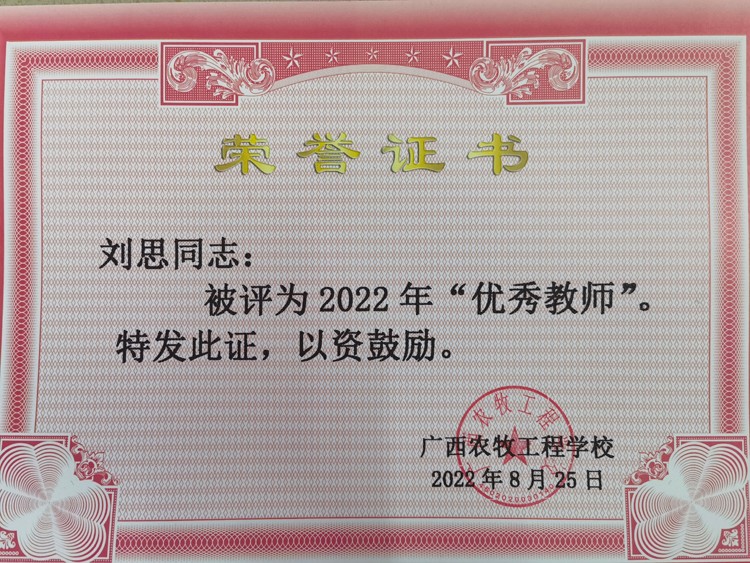 荣誉证书
刘思同志：
被评为2022年“优秀教师”。
特发此证，以资鼓励。
广西农牧工程学校
2022年8月25日